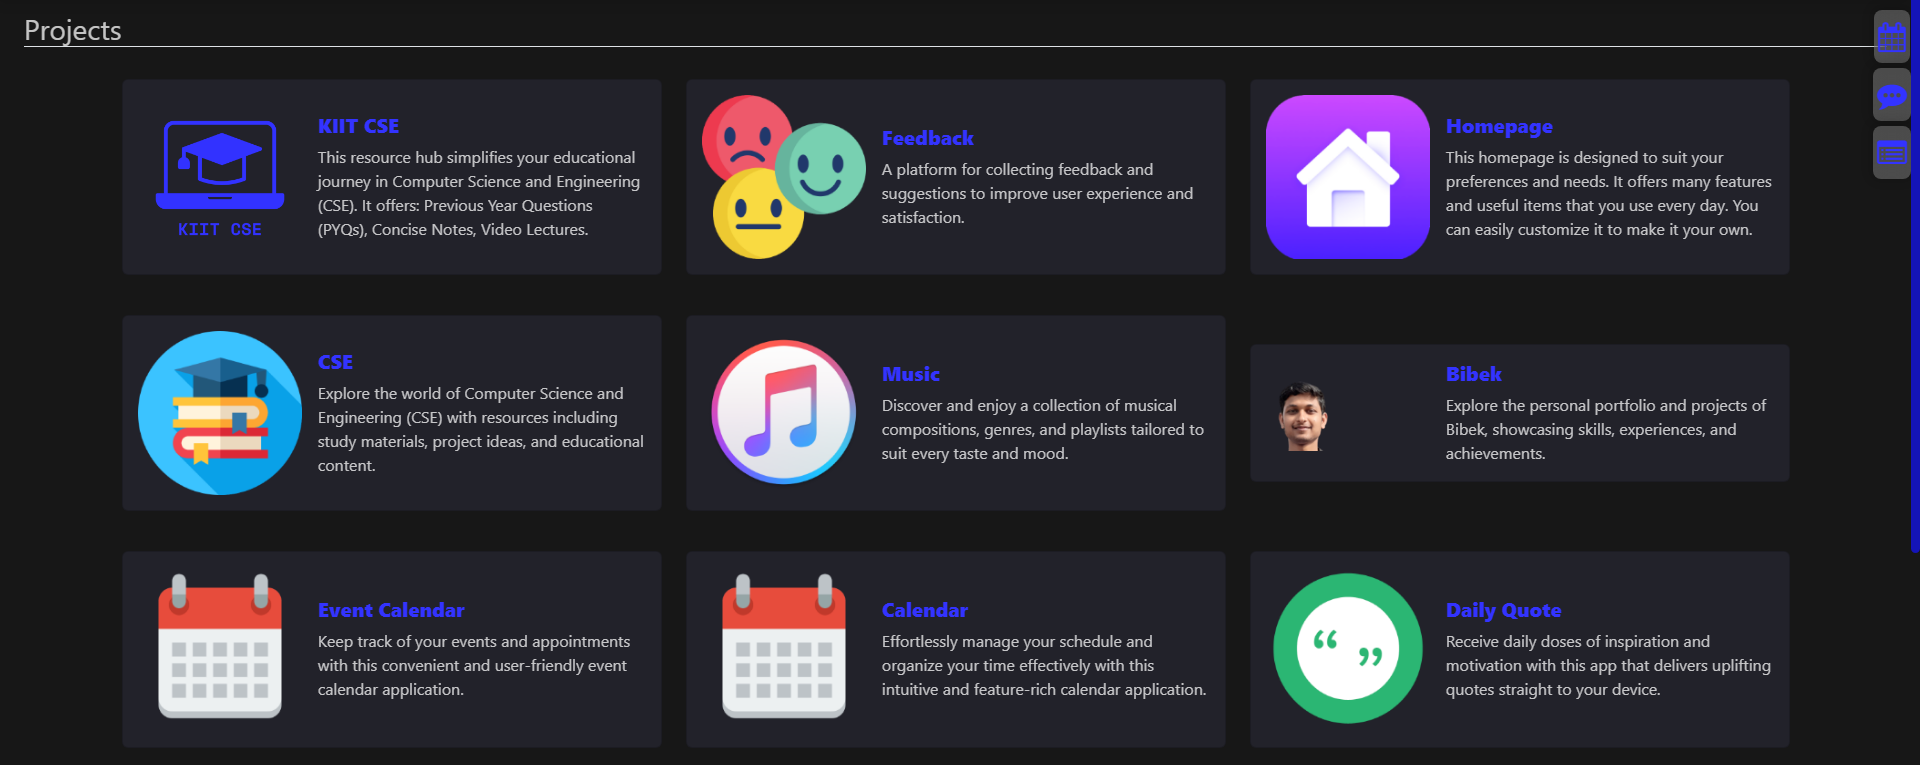 Projects
KIIT CSE
KIIT CSE
This resource hub simplifies your educational
journey in Computer Science and Engineering
(CSE). It offers: Previous Year Questions
(PYQs), Concise Notes, Video Lectures.
Feedback
A platform for collecting feedback and
suggestions to improve user experience and
satisfaction.
Homepage
This homepage is designed to suit your
preferences and needs. It offers many features
and useful items that you use every day. You
can easily customize it to make it your own.
CSE
Explore the world of Computer Science and
Engineering (CSE) with resources including
study materials, project ideas, and educational
content.
Music
Discover and enjoy a collection of musical
compositions, genres, and playlists tailored to
suit every taste and mood.
Bibek
Explore the personal portfolio and projects of
Bibek, showcasing skills, experiences, and
achievements.
Event Calendar
Keep track of your events and appointments
with this convenient and user-friendly event
calendar application.
Calendar
Effortlessly manage your schedule and
organize your time effectively with this
intuitive and feature-rich calendar application.
Daily Quote
Receive daily doses of inspiration and
motivation with this app that delivers uplifting
quotes straight to your device.